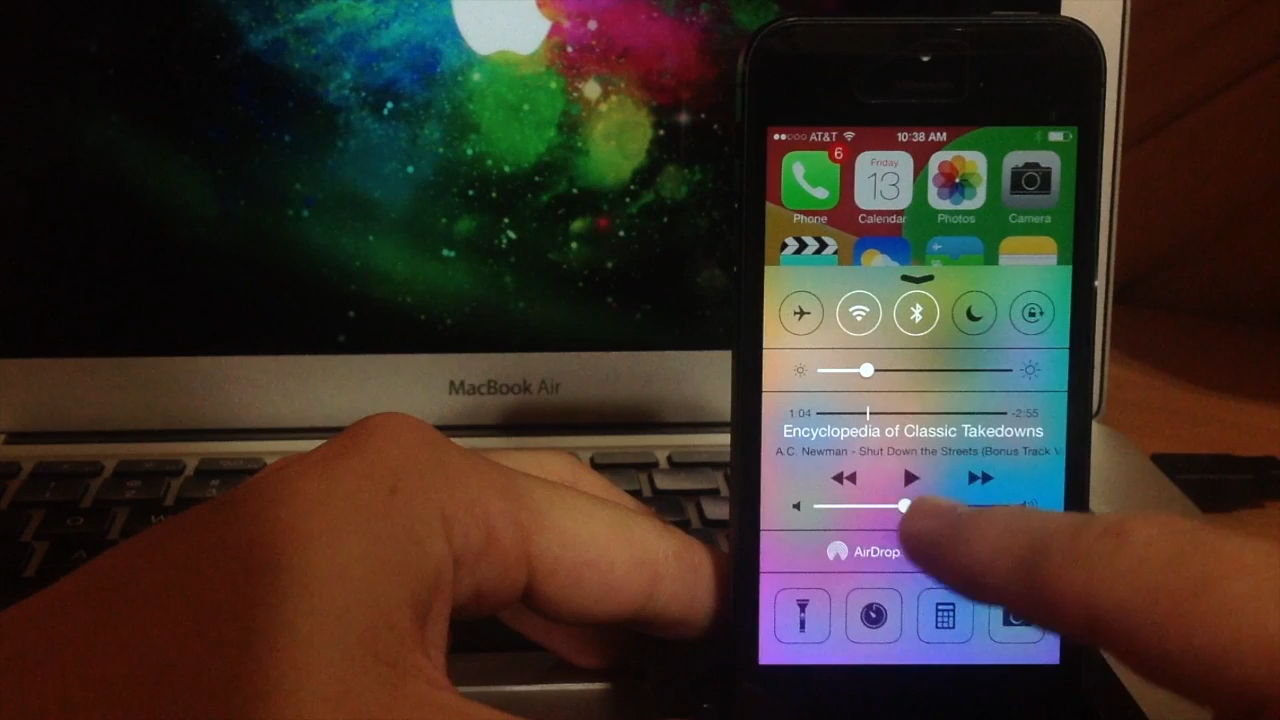 AT&T 10:38 AM
6
Friday
13
Phone Calendar Photos Camera
MacBook Air
1:04 -2:55
Encyclopedia of Classic Takedowns
A.C. Newman - Shut Down the Streets (Bonus Track V
AirDrop